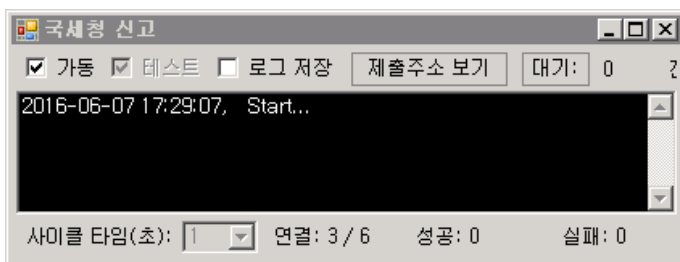 국세청 신고
가동 테스트 로그 저장 제출주소 보기 대기: 0
2016-06-07 17:29:07, Start...
사이클 타임(초): 1 연결: 3 / 6 성공: 0 실패: 0